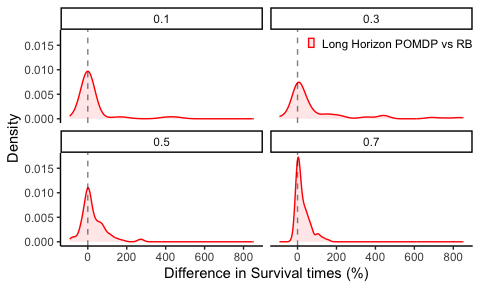 0.1
0.3
Long Horizon POMDP vs RB
0.015
0.010
0.005
0.000
0.5
0.7
0.015
0.010
0.005
0.000
0 200 400 600 800
0 200 400 600 800
Density
Difference in Survival times (%)